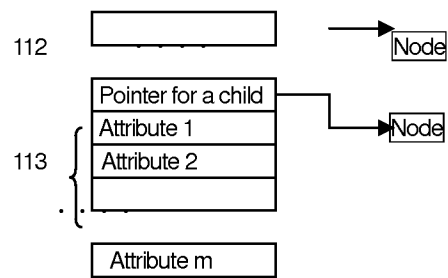 112
. . . .
Node
Pointer for a child
Node
Attribute 1
113
Attribute 2
. . . .
Attribute m